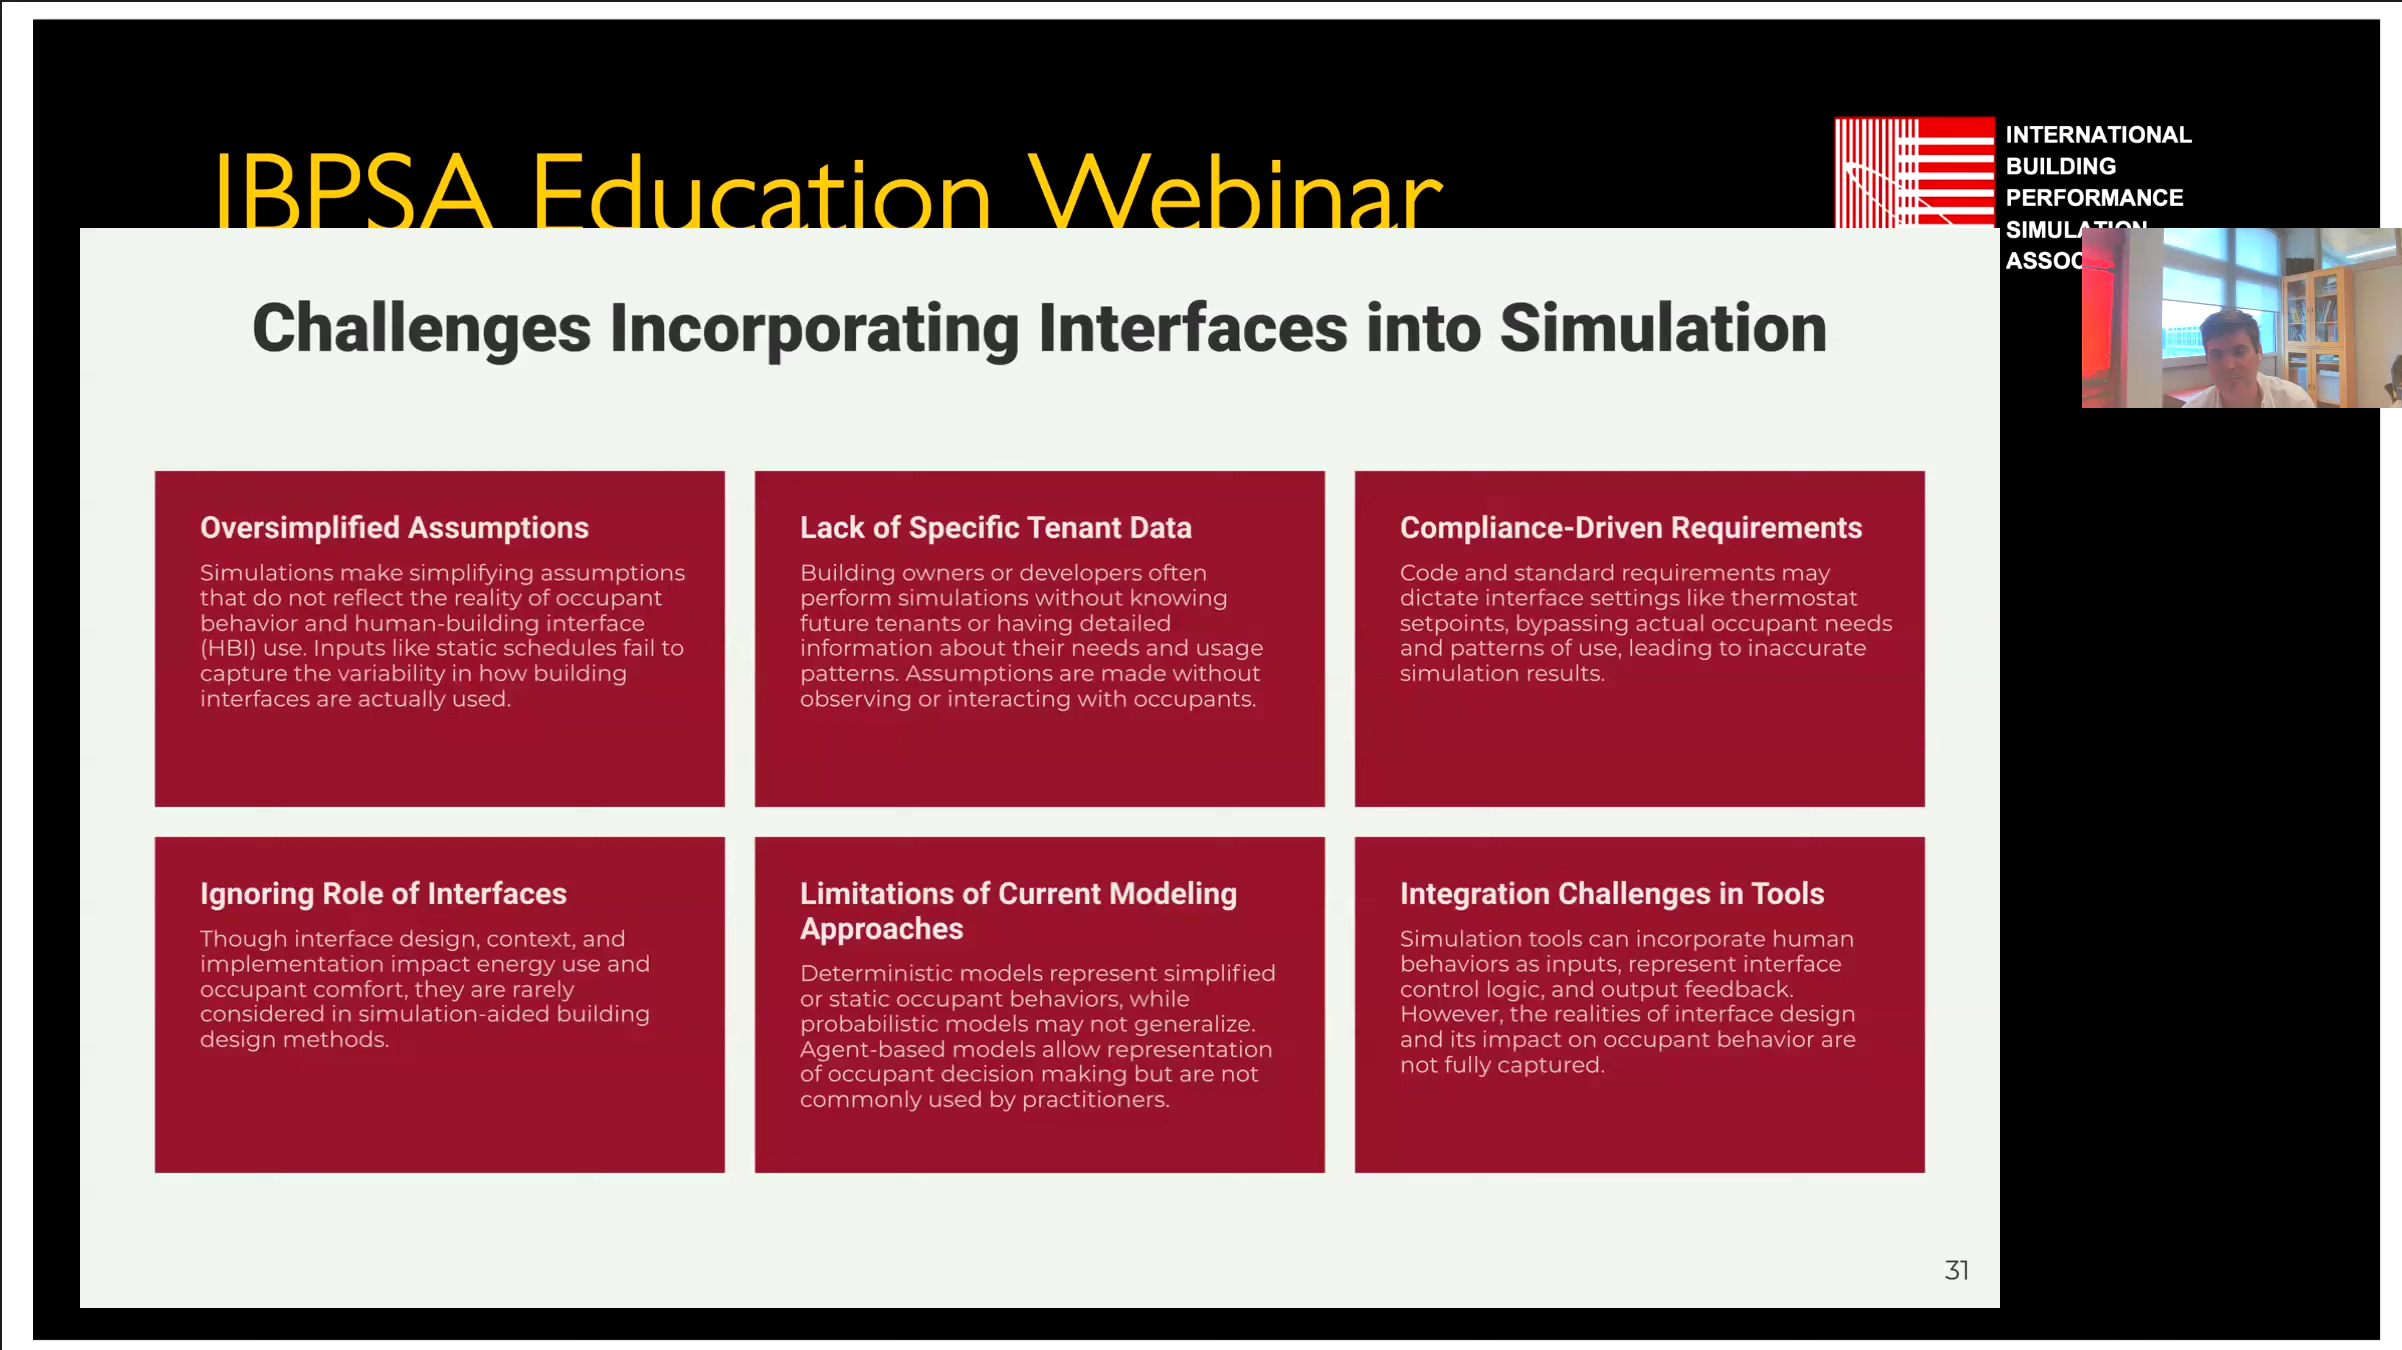 IBPSA Education Webinar
INTERNATIONAL
BUILDING
PERFORMANCE
SIMULATION
ASSOC
Challenges Incorporating Interfaces into Simulation
Oversimplified Assumptions
Simulations make simplifying assumptions
that do not reflect the reality of occupant
behavior and human-building interface
(HBI) use. Inputs like static schedules fail to
capture the variability in how building
interfaces are actually used.
Lack of Specific Tenant Data
Building owners or developers often
perform simulations without knowing
future tenants or having detailed
information about their needs and usage
patterns. Assumptions are made without
observing or interacting with occupants.
Compliance-Driven Requirements
Code and standard requirements may
dictate interface settings like thermostat
setpoints, bypassing actual occupant needs
and patterns of use, leading to inaccurate
simulation results.
Ignoring Role of Interfaces
Though interface design, context, and
implementation impact energy use and
occupant comfort, they are rarely
considered in simulation-aided building
design methods.
Limitations of Current Modeling
Approaches
Deterministic models represent simplified
or static occupant behaviors, while
probabilistic models may not generalize.
Agent-based models allow representation
of occupant decision making but are not
commonly used by practitioners.
Integration Challenges in Tools
Simulation tools can incorporate human
behaviors as inputs, represent interface
control logic, and output feedback.
However, the realities of interface design
and its impact on occupant behavior are
not fully captured.
31